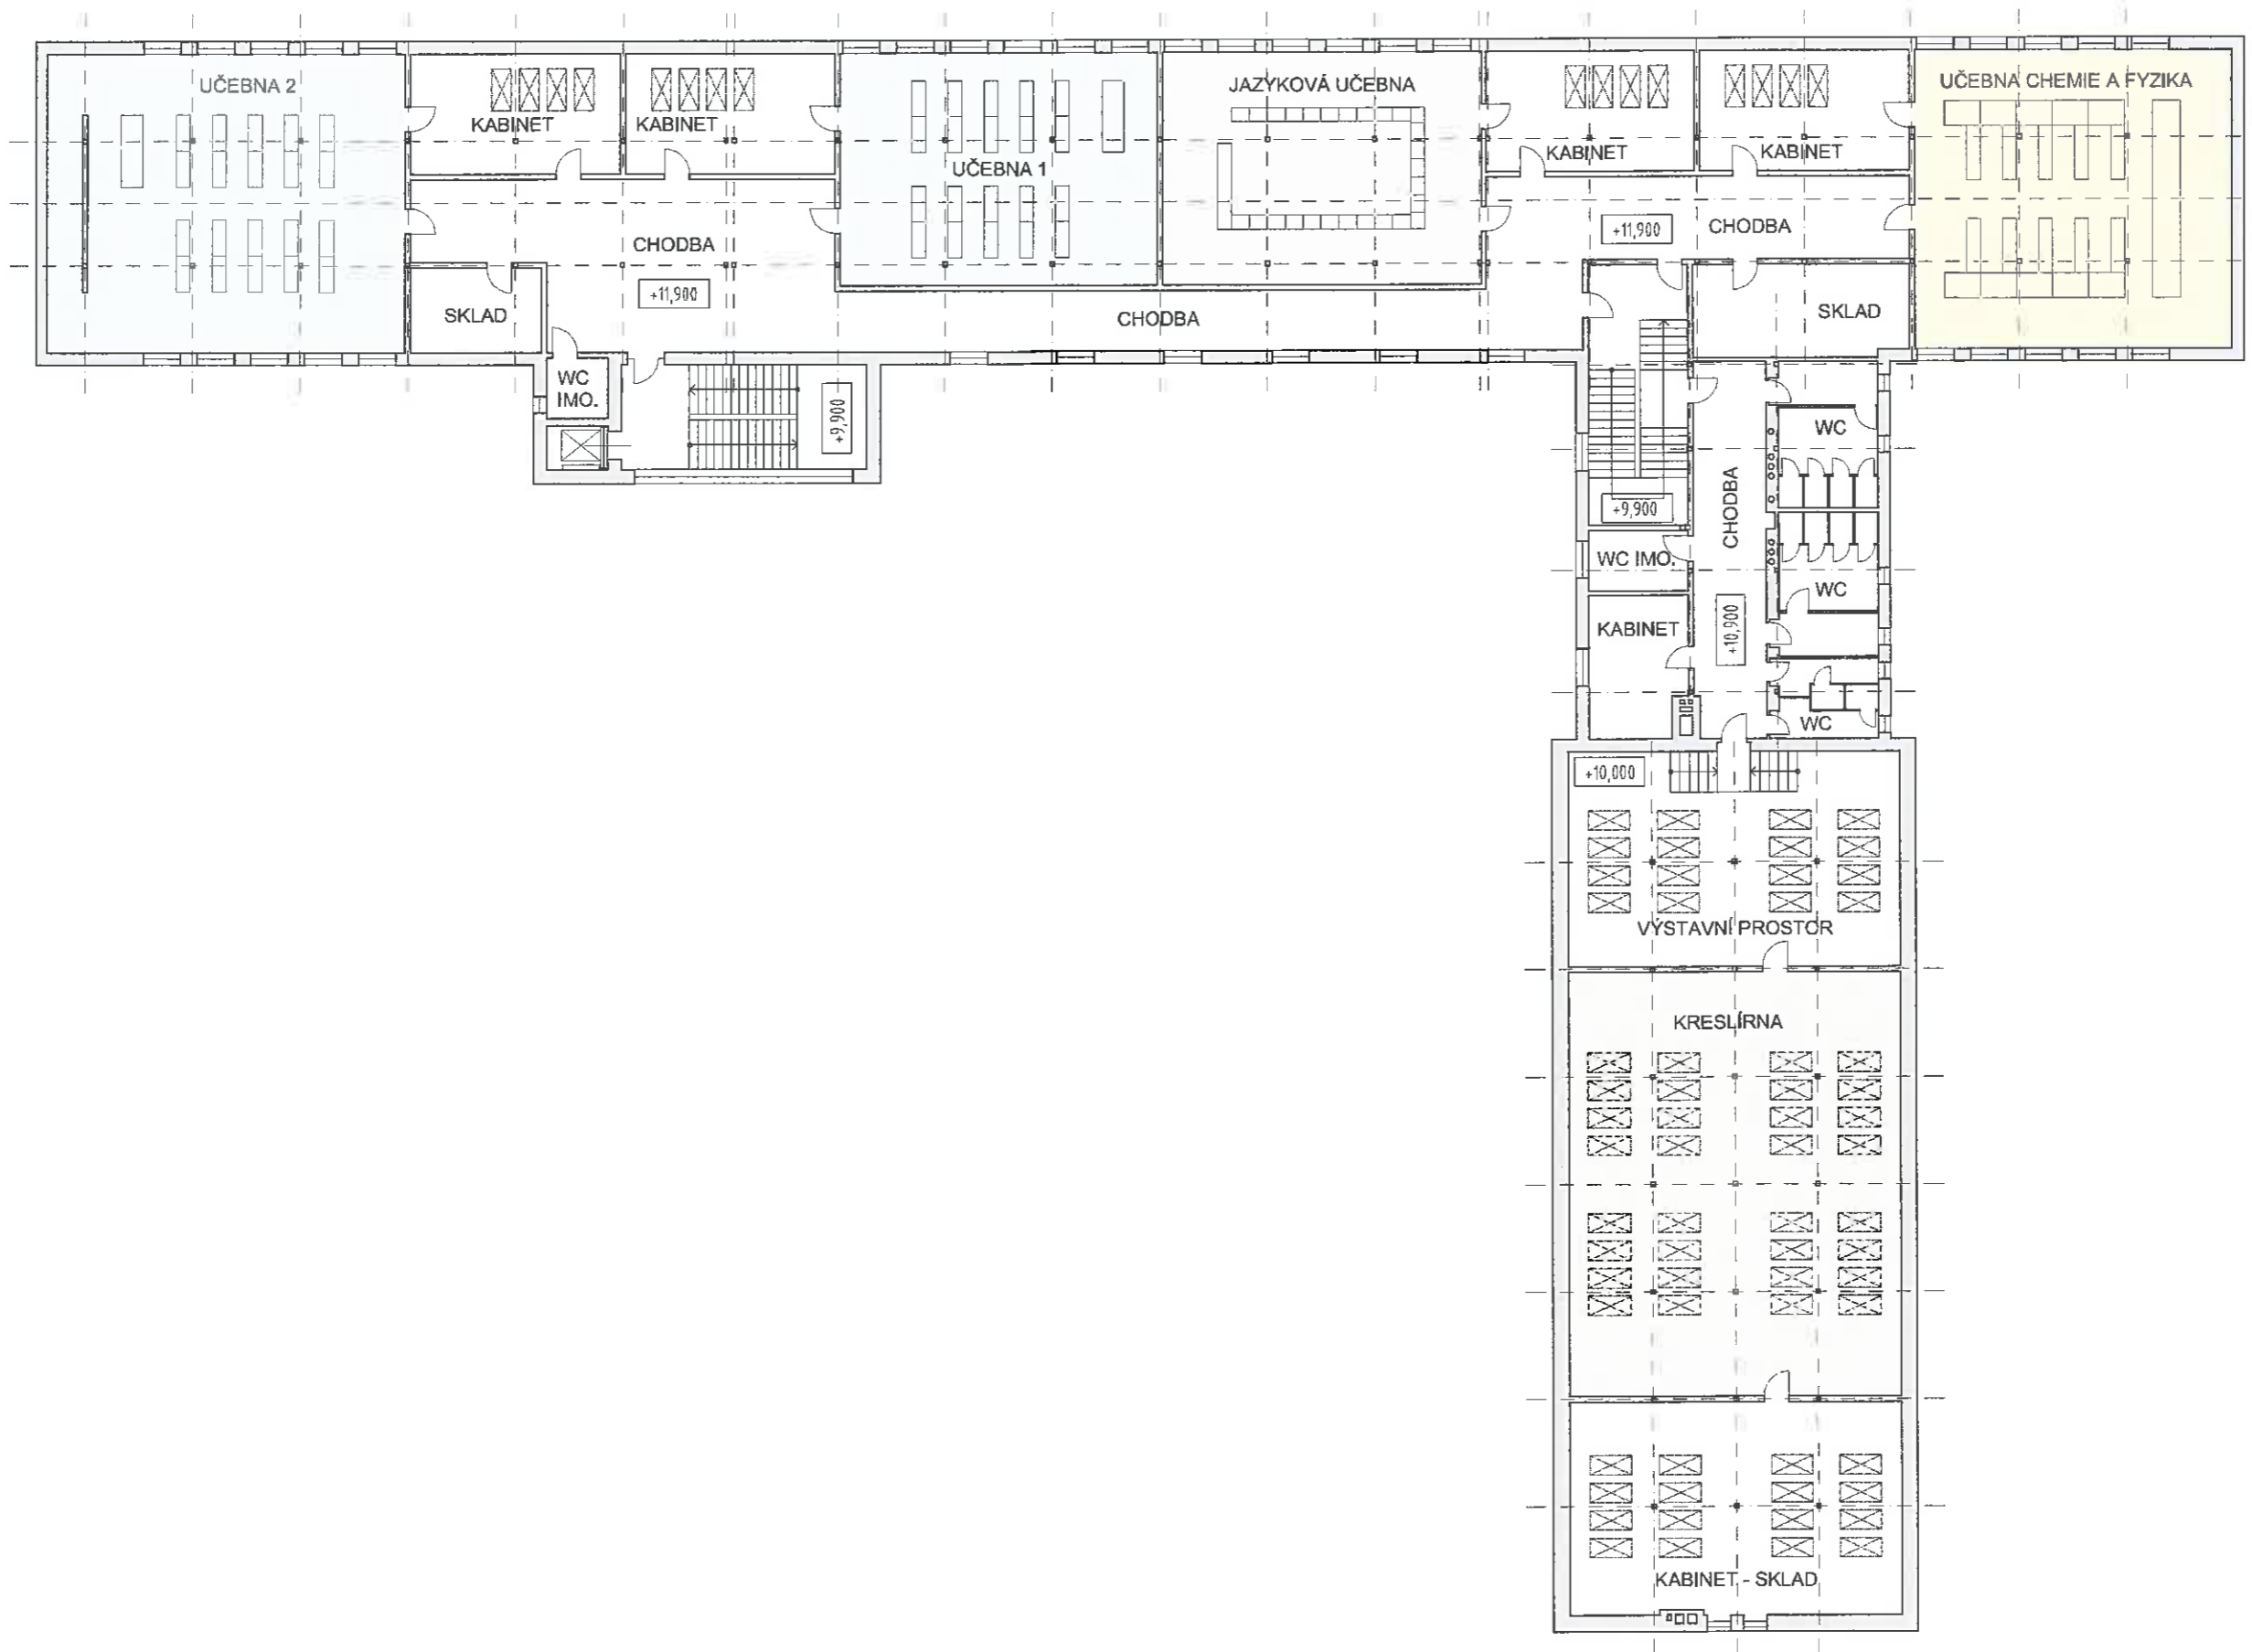 UČEBNA 2
KABINET
KABINET
UČEBNA 1
JAZYKOVÁ UČEBNA
KABINET
KABINET
UČEBNA CHEMIE A FYZIKA
CHODBA
+11,900
SKLAD
CHODBA
+11,900
CHODBA
SKLAD
WC
IMO.
+9,900
WC
CHODBA
+9,900
WC IMO.
WC
KABINET
+10,900
WC
+10,000
VÝSTAVNÍ PROSTOR
KRESLÍRNA
KABINET - SKLAD